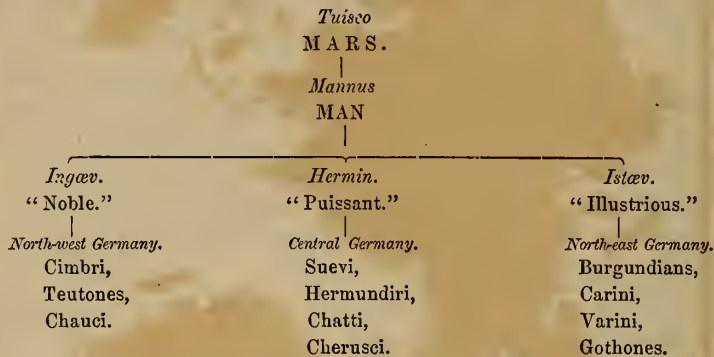 Tuisco
MARS.
Mannus
MAN
Ingæv. Hermin. Istæv.
“Noble.” “Puissant.” “Illustrious.”
North-west Germany. Central Germany. North-east Germany.
Cimbri, Suevi, Burgundians,
Teutones, Hermundiri, Carini,
Chauci. Chatti, Varini,
Cherusci. Gothones.